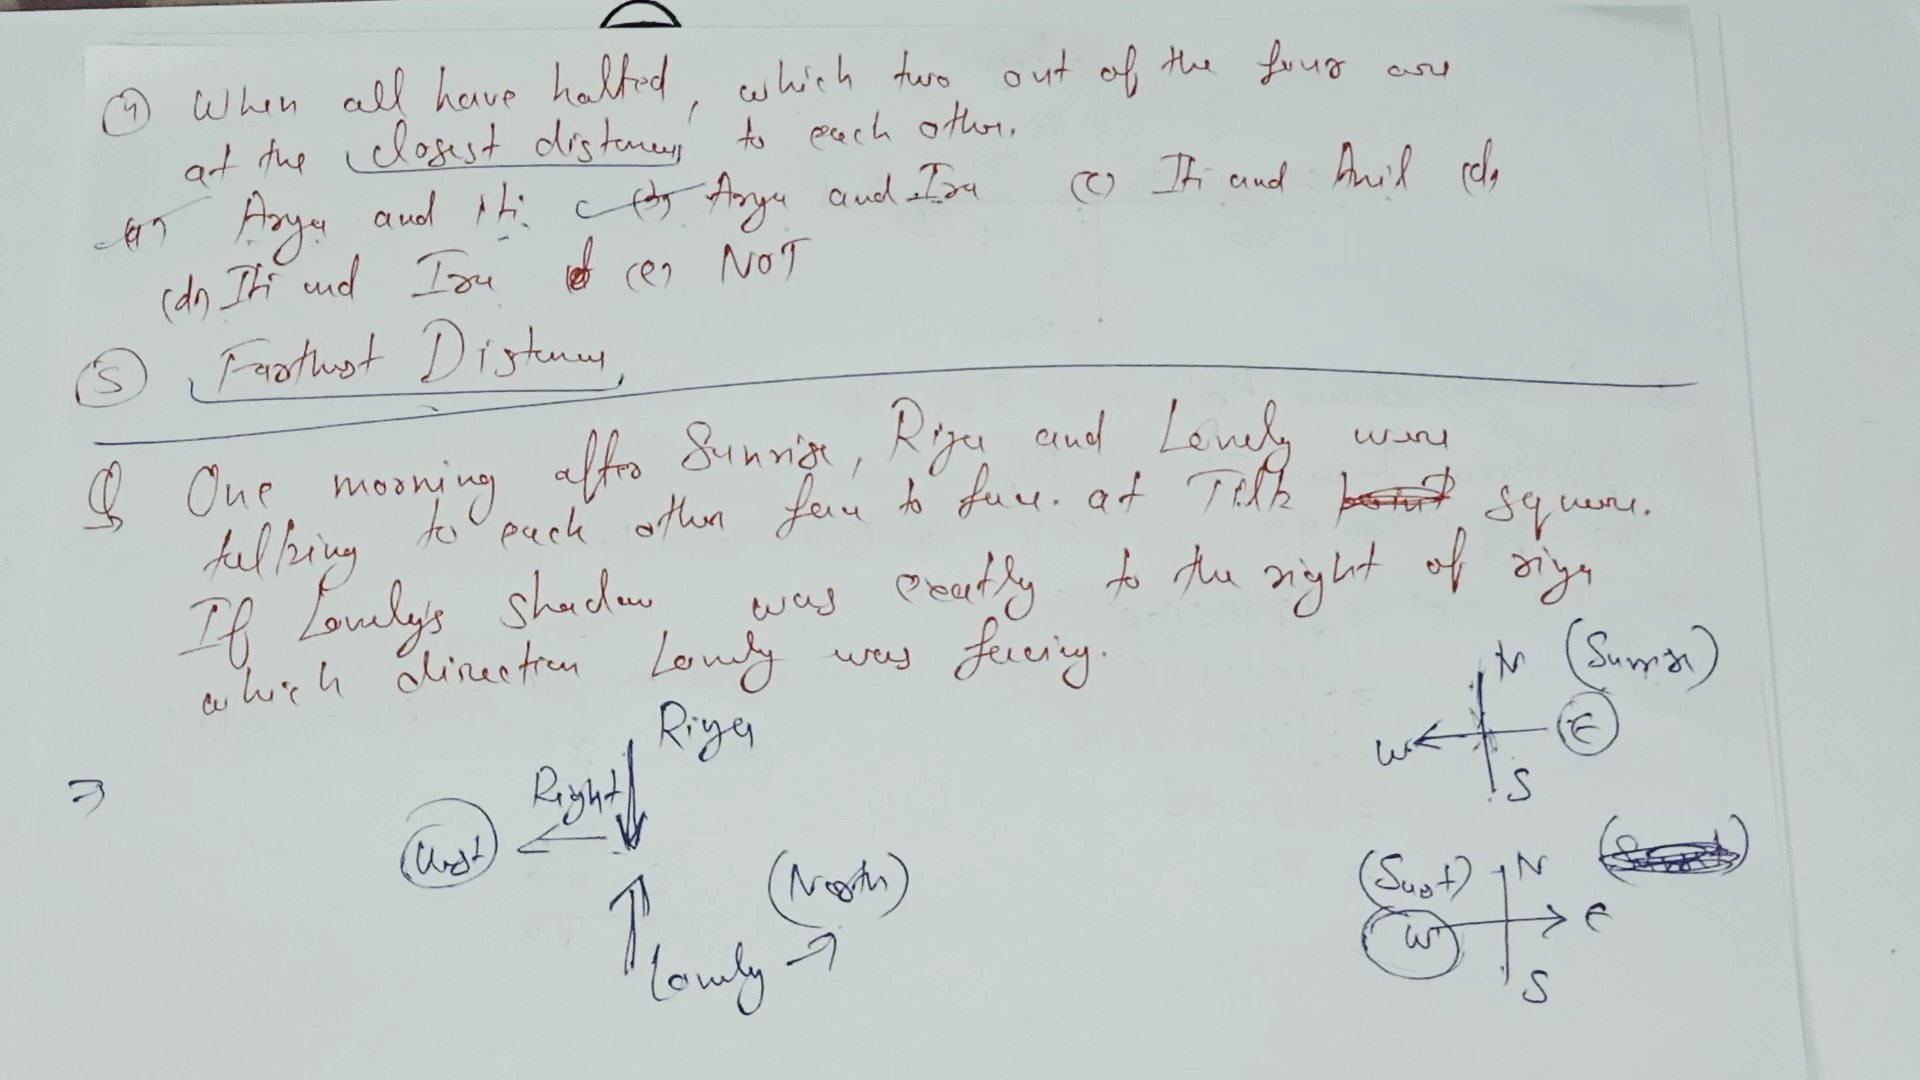 ④ When all have halted, which two out of the four are
at the closest distances to each other.
(a) Arya and iti (b) Arya and Ira (c) Iti and Anil (d)
(d) Iti and Ira (e) NOT
⑤ Farthest Distances
Q One morning after Sunrise, Riya and Lovely were
talking to each other face to face. at Tilk square.
If Lovely's shadow was exactly to the right of riya
which direction Lovely was facing.
N (Sunrise)
W E
S
⇒ Riya
Right
West
(North)
Lovely
(Sunset) N
W E
S